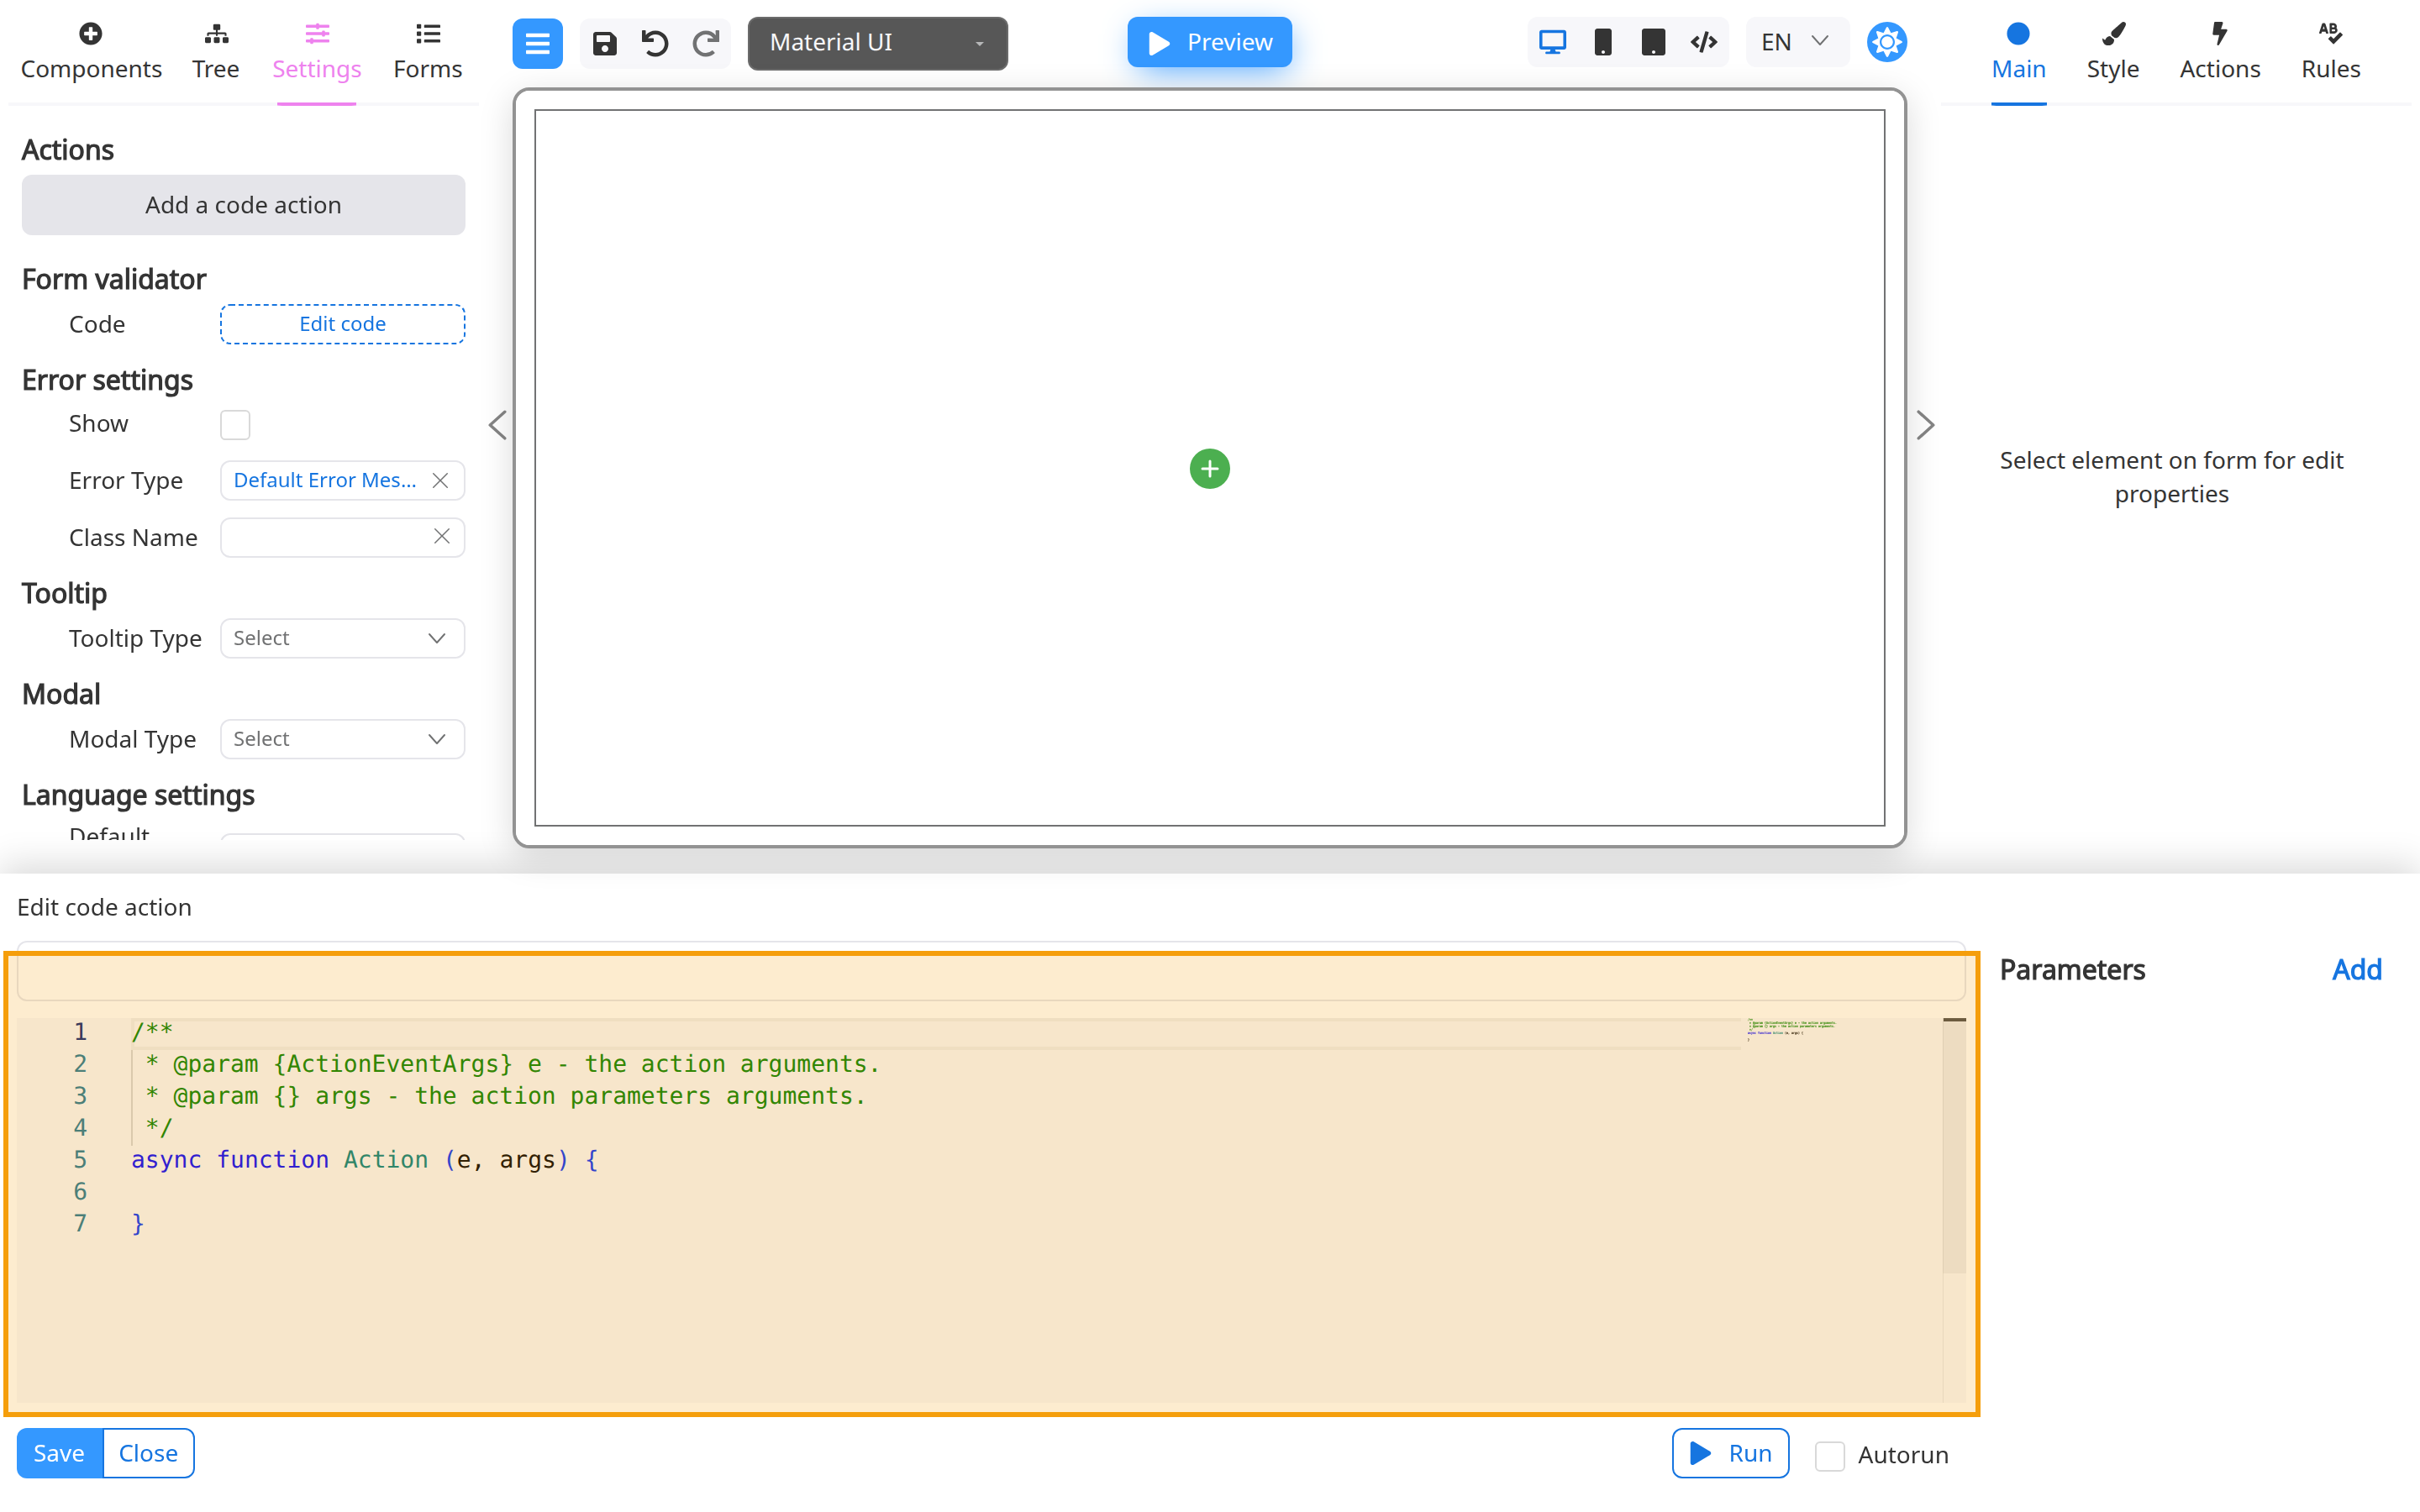 Components Tree Settings Forms
Material UI
Preview
EN
Main Style Actions Rules
Actions
Add a code action
Form validator
Code Edit code
Error settings
Show
Error Type Default Error Mes...
Class Name
Tooltip
Tooltip Type Select
Modal
Modal Type Select
Language settings
Default
Select element on form for edit
properties
Edit code action
Parameters Add
1 /**
2 * @param {ActionEventArgs} e - the action arguments.
3 * @param {} args - the action parameters arguments.
4 */
5 async function Action (e, args) {
6
7 }
Save Close
Run Autorun